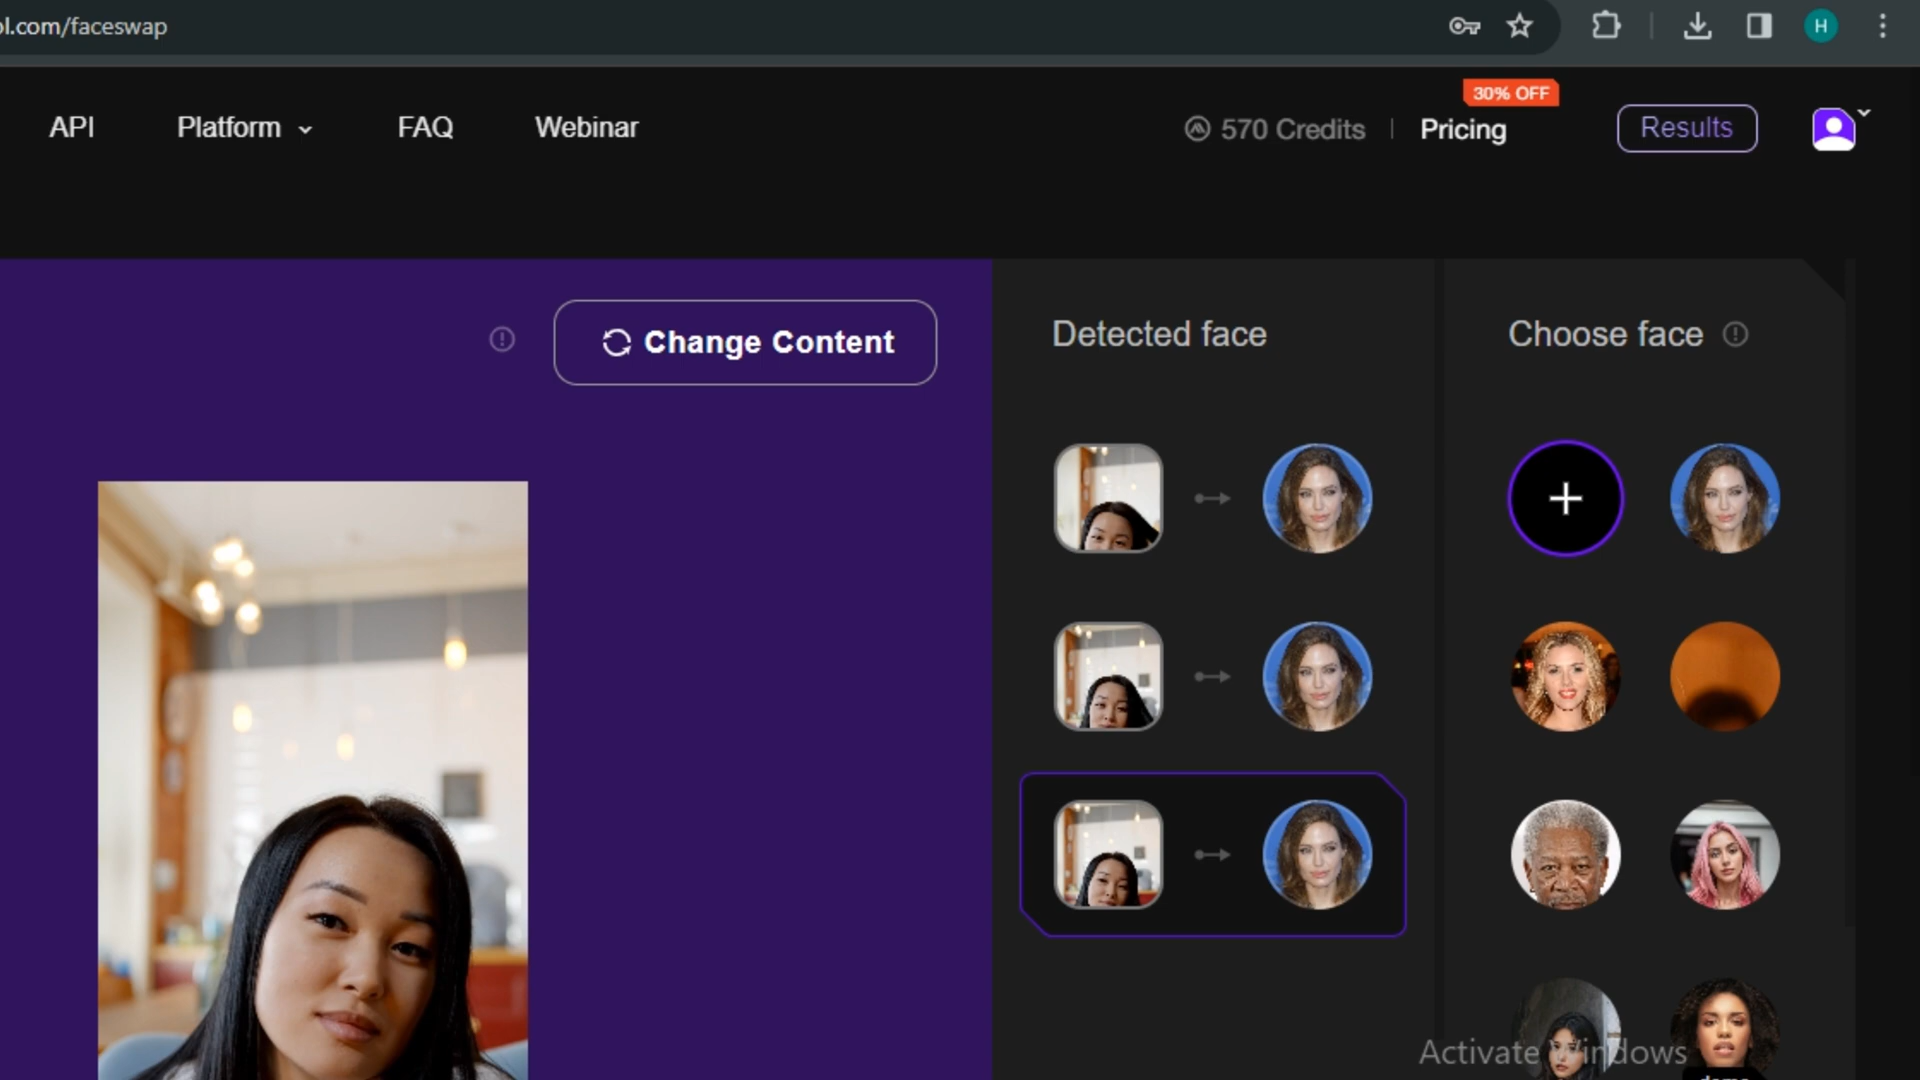 ol.com/faceswap
H
30% OFF
API
Platform
FAQ
Webinar
570 Credits
Pricing
Results
Change Content
Detected face
Choose face
Activate Windows